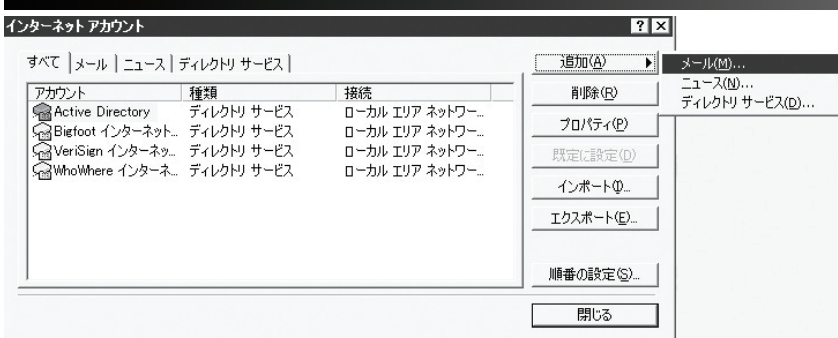 インターネット アカウント
すべて メール ニュース ディレクトリ サービス
アカウント 種類 接続
Active Directory ディレクトリ サービス ローカル エリア ネットワー...
Bigfoot インターネット... ディレクトリ サービス ローカル エリア ネットワー...
VeriSign インターネッ... ディレクトリ サービス ローカル エリア ネットワー...
WhoWhere インターネ... ディレクトリ サービス ローカル エリア ネットワー...
追加(A)
削除(R)
プロパティ(P)
既定に設定(D)
インポート(I)...
エクスポート(E)...
順番の設定(S)...
閉じる
メール(M)...
ニュース(N)...
ディレクトリ サービス(D)...